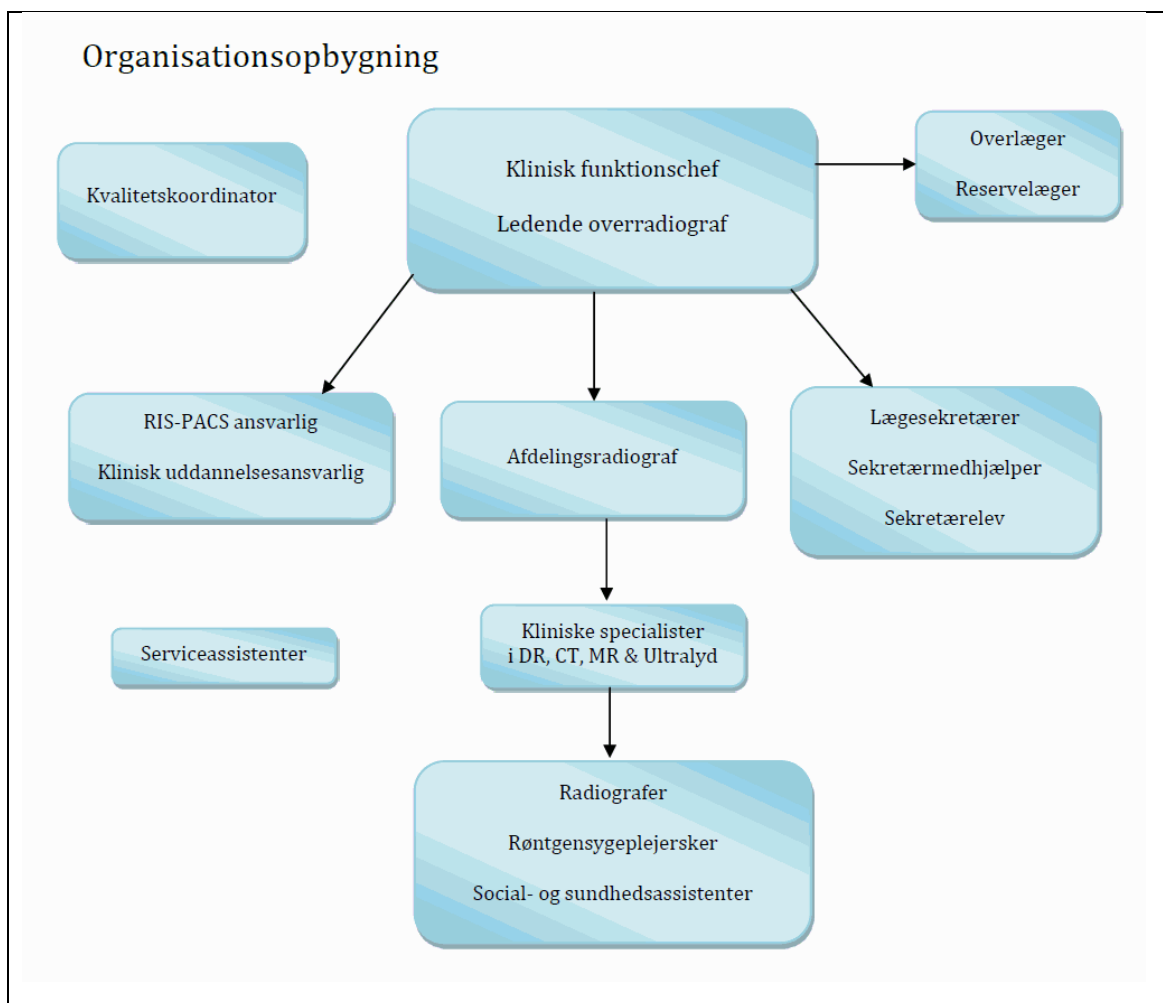 Organisationsopbygning
Kvalitetskoordinator
Klinisk funktionschef
Ledende overradiograf
Overlæger
Reservelæger
RIS-PACS ansvarlig
Klinisk uddannelsesansvarlig
Afdelingsradiograf
Lægesekretærer
Sekretærmedhjælper
Sekretærelev
Serviceassistenter
Kliniske specialister
i DR, CT, MR & Ultralyd
Radiografer
Røntgensygeplejersker
Social- og sundhedsassistenter